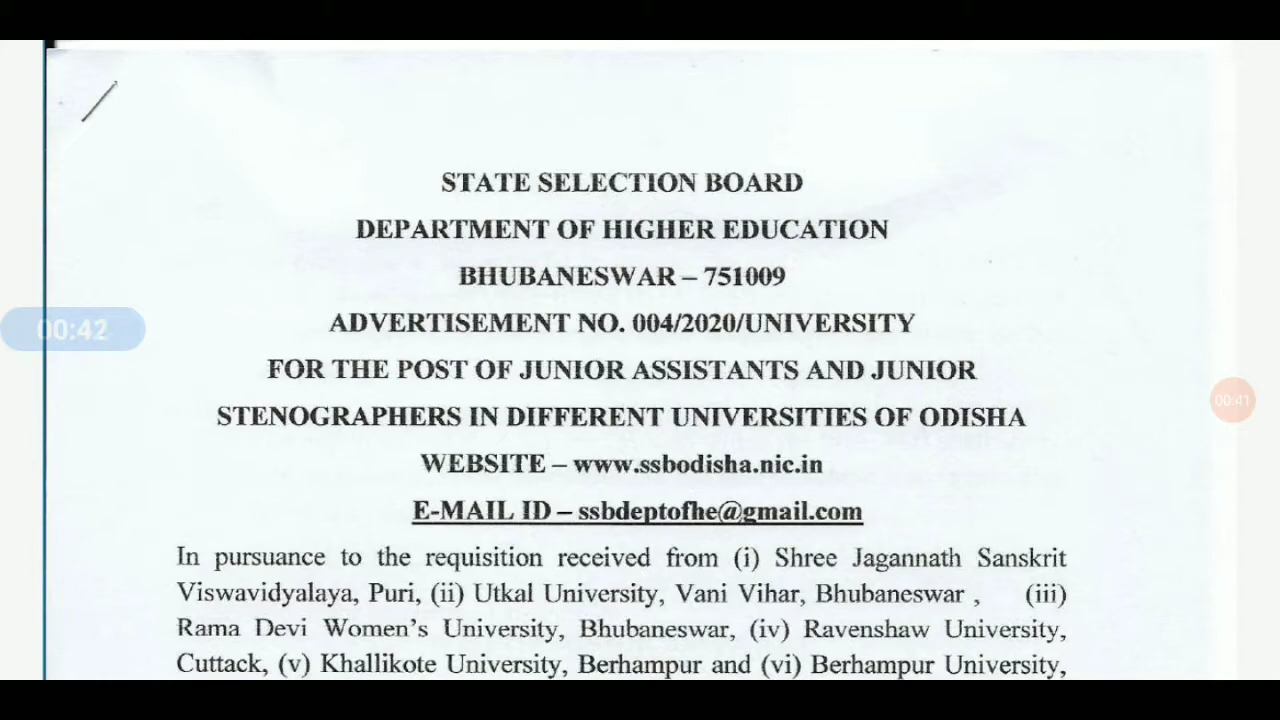 STATE SELECTION BOARD
DEPARTMENT OF HIGHER EDUCATION
BHUBANESWAR – 751009
ADVERTISEMENT NO. 004/2020/UNIVERSITY
FOR THE POST OF JUNIOR ASSISTANTS AND JUNIOR
STENOGRAPHERS IN DIFFERENT UNIVERSITIES OF ODISHA
WEBSITE – www.ssbodisha.nic.in
E-MAIL ID – ssbdeptofhe@gmail.com
In pursuance to the requisition received from (i) Shree Jagannath Sanskrit
Viswavidyalaya, Puri, (ii) Utkal University, Vani Vihar, Bhubaneswar , (iii)
Rama Devi Women's University, Bhubaneswar, (iv) Ravenshaw University,
Cuttack, (v) Khallikote University, Berhampur and (vi) Berhampur University,
00:42
00:41